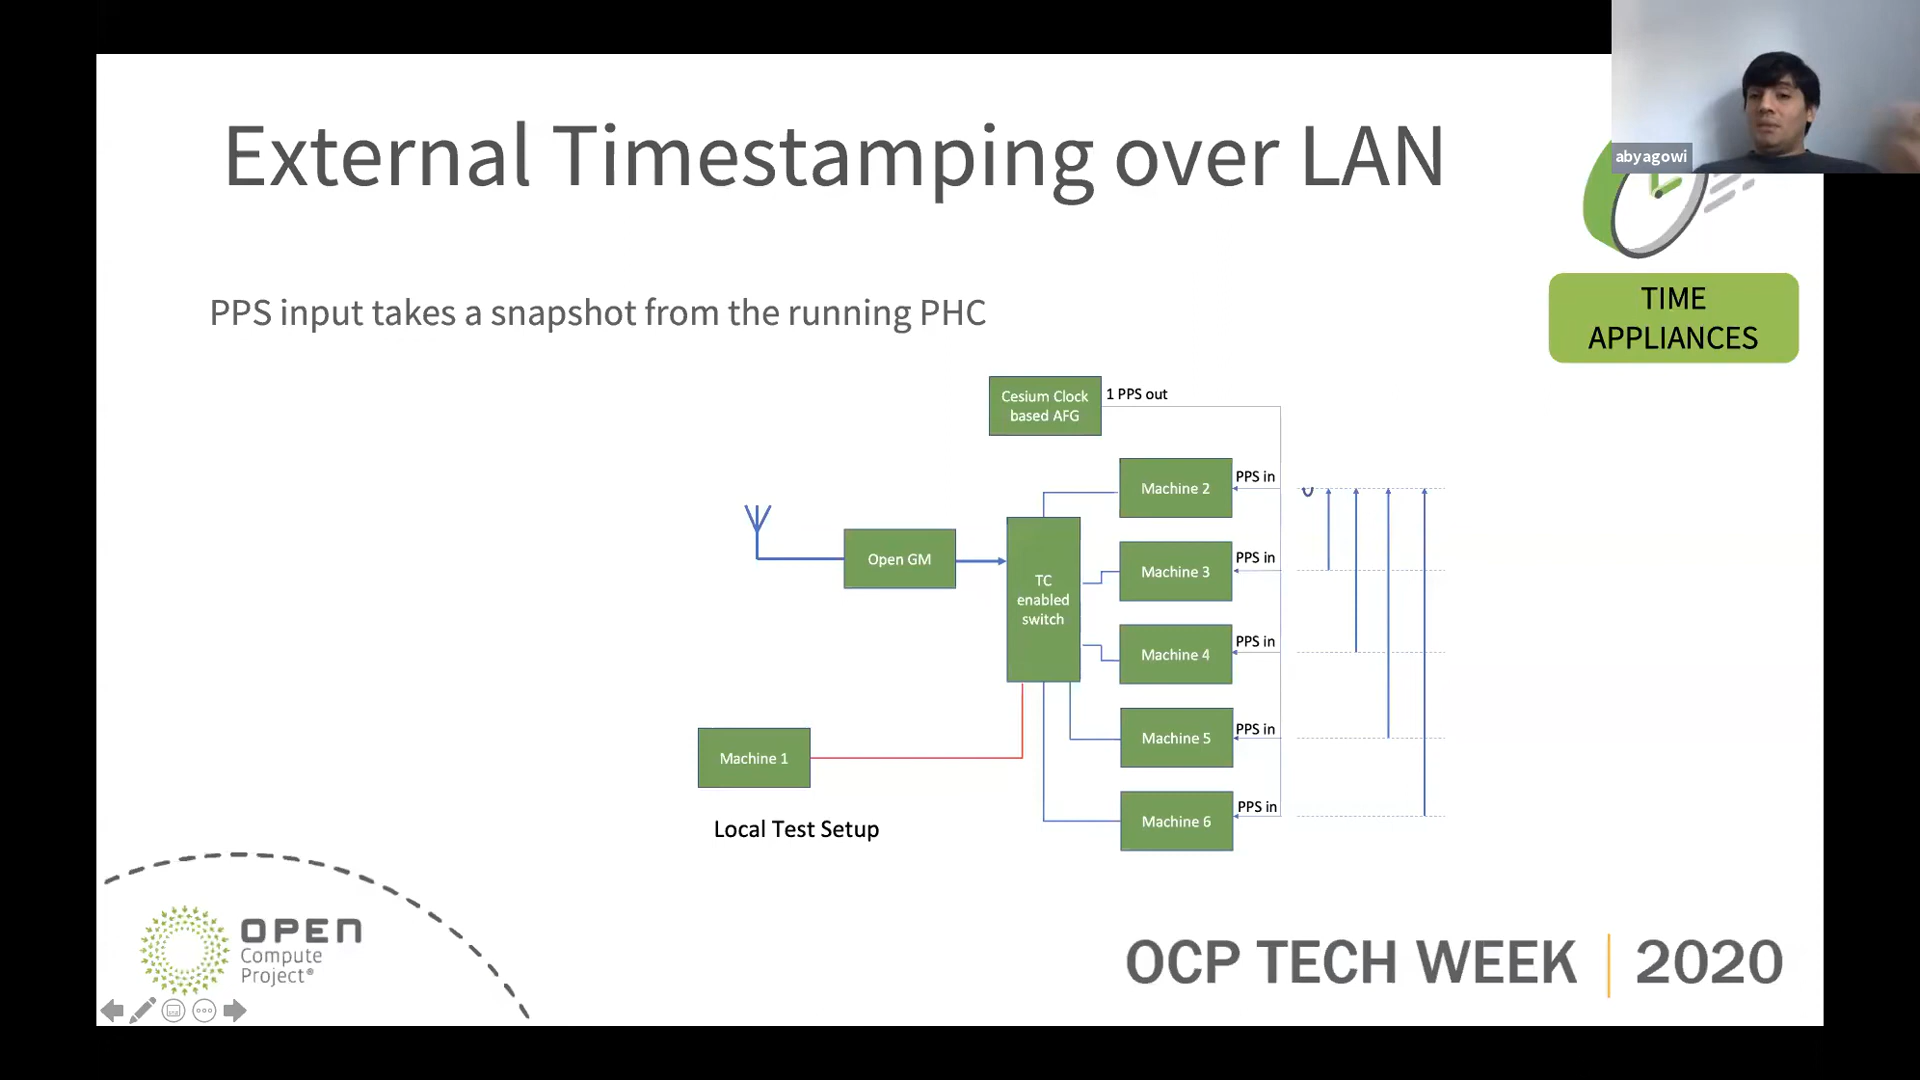 abyagowi
External Timestamping over LAN
TIME
APPLIANCES
PPS input takes a snapshot from the running PHC
Cesium Clock
based AFG
1 PPS out
Machine 2
PPS in
Open GM
TC
enabled
switch
Machine 3
PPS in
Machine 4
PPS in
Machine 5
PPS in
Machine 1
Machine 6
PPS in
Local Test Setup
OPEN
Compute
Project®
OCP TECH WEEK | 2020